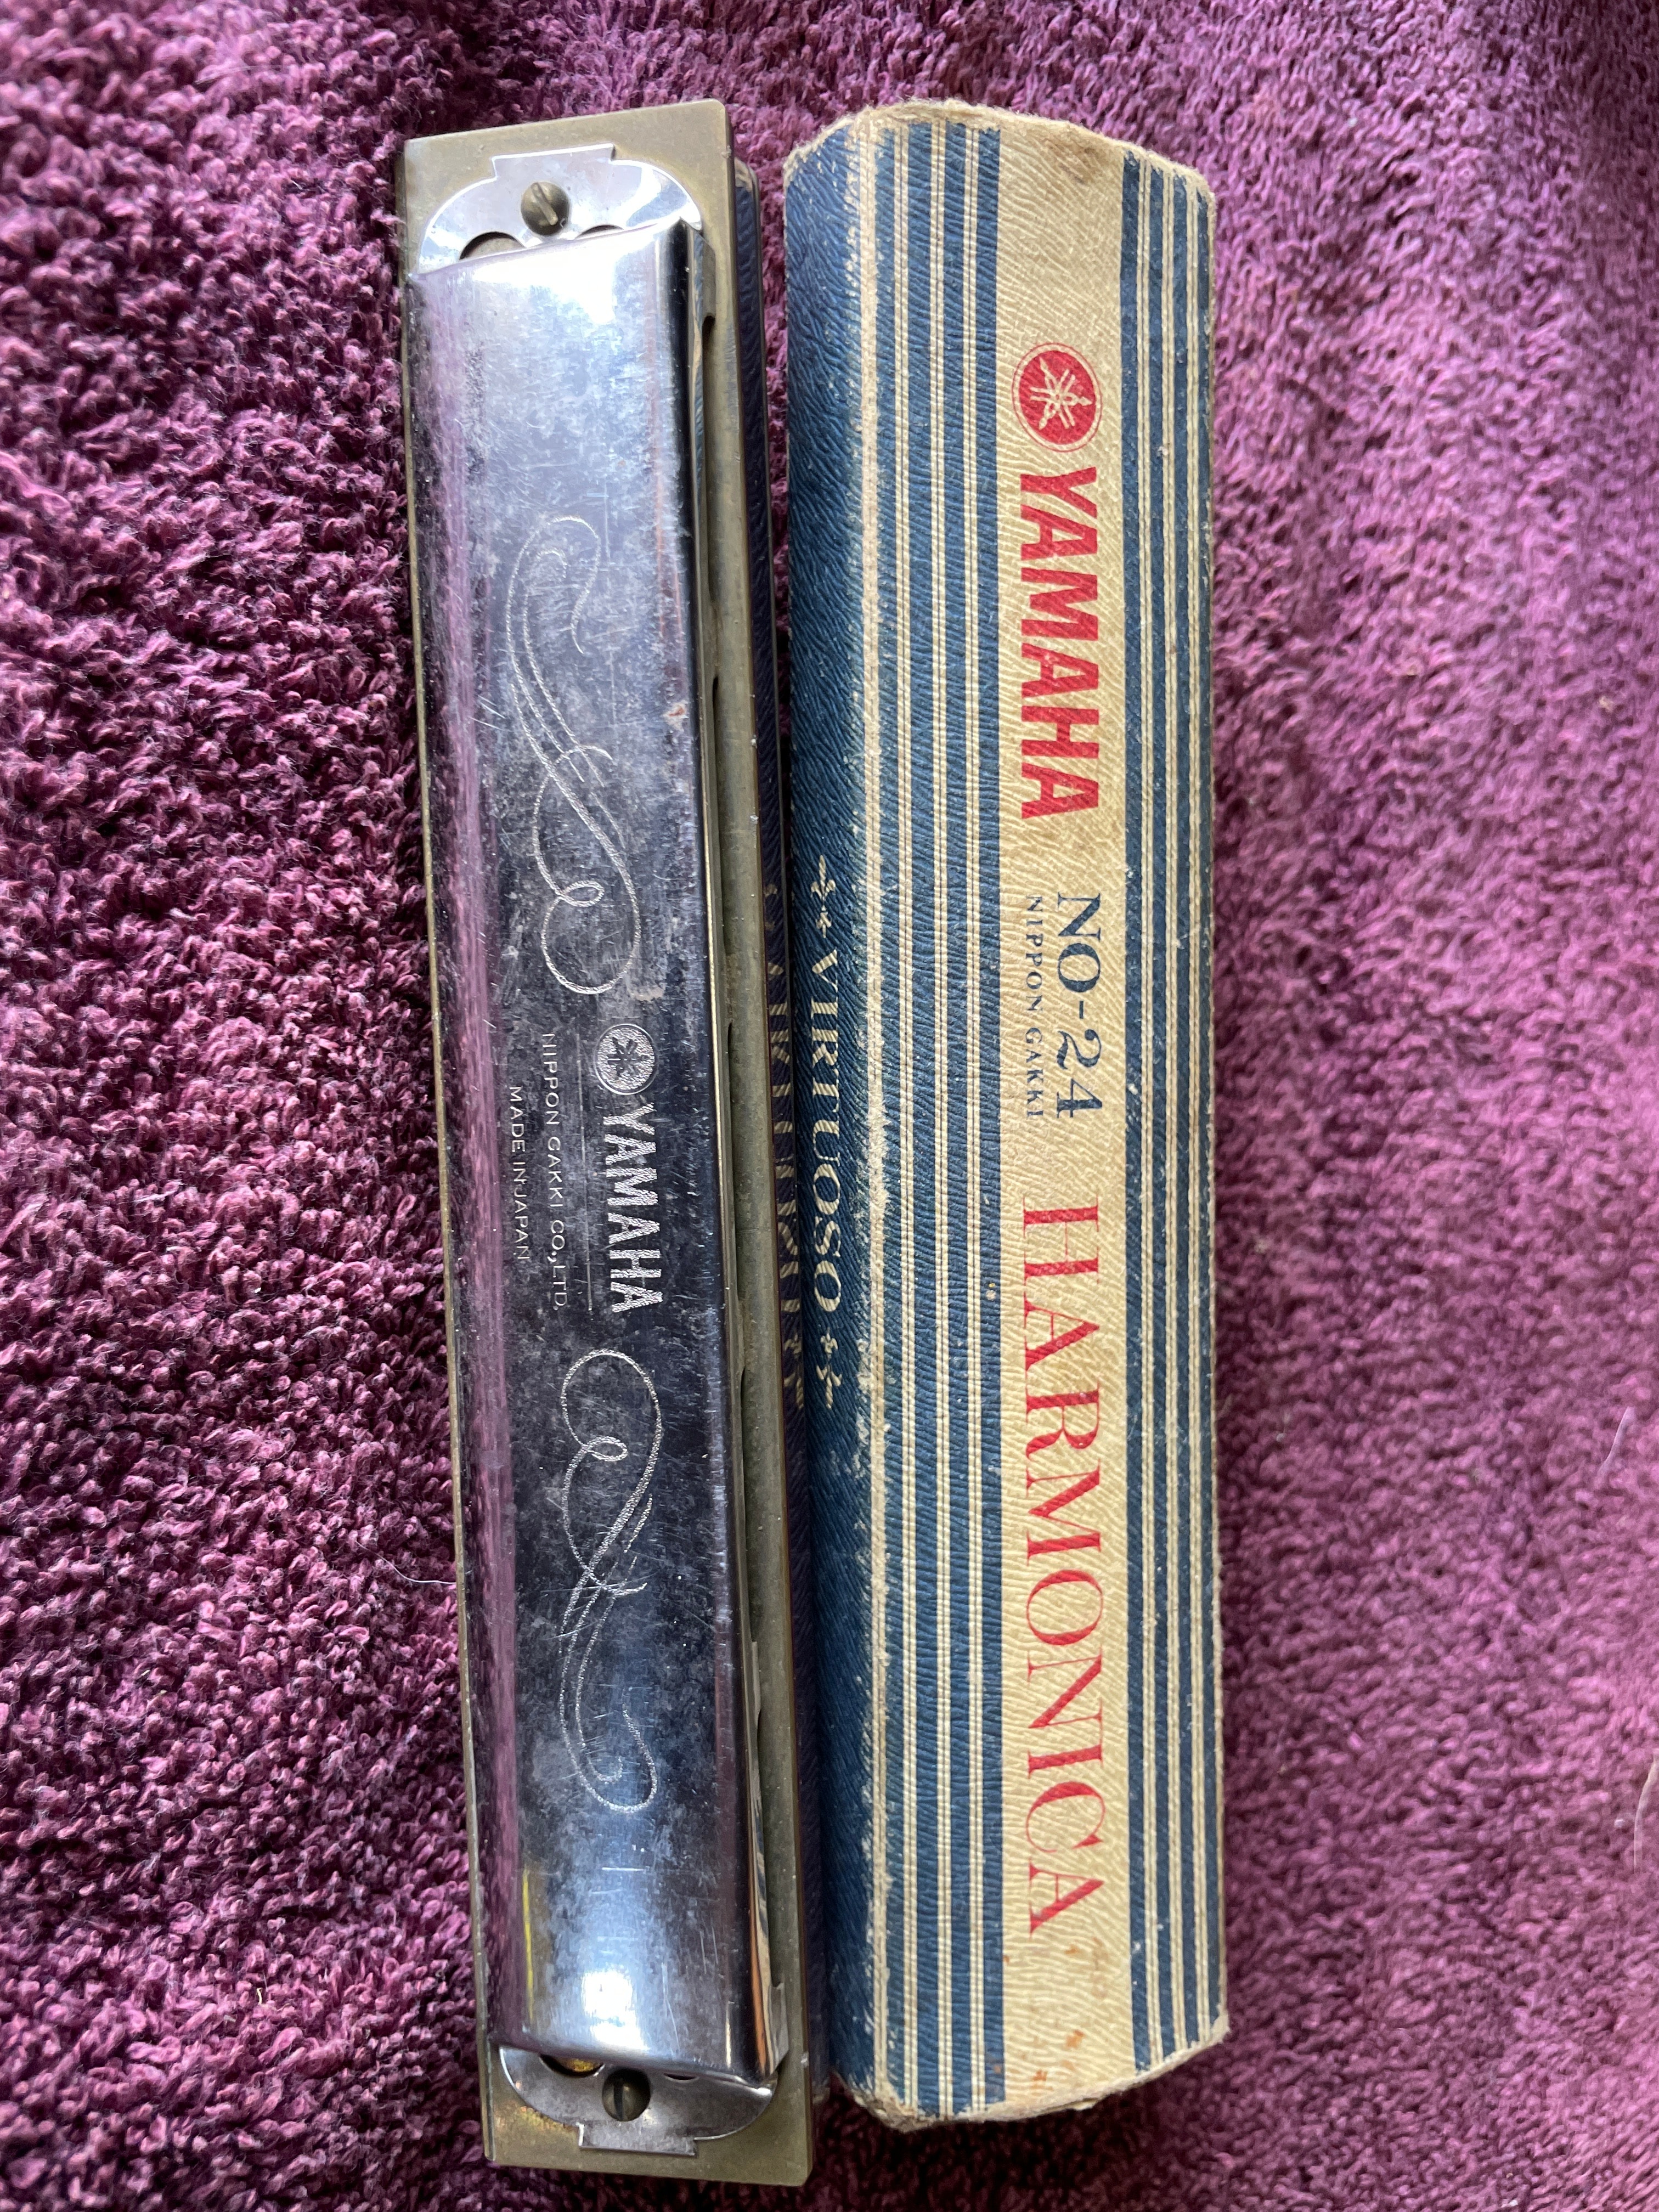 YAMAHA
NIPPON GAKKI CO., LTD.
MADE IN JAPAN
YAMAHA NO-24 HARMONICA
NIPPON GAKKI
VIRTUOSO